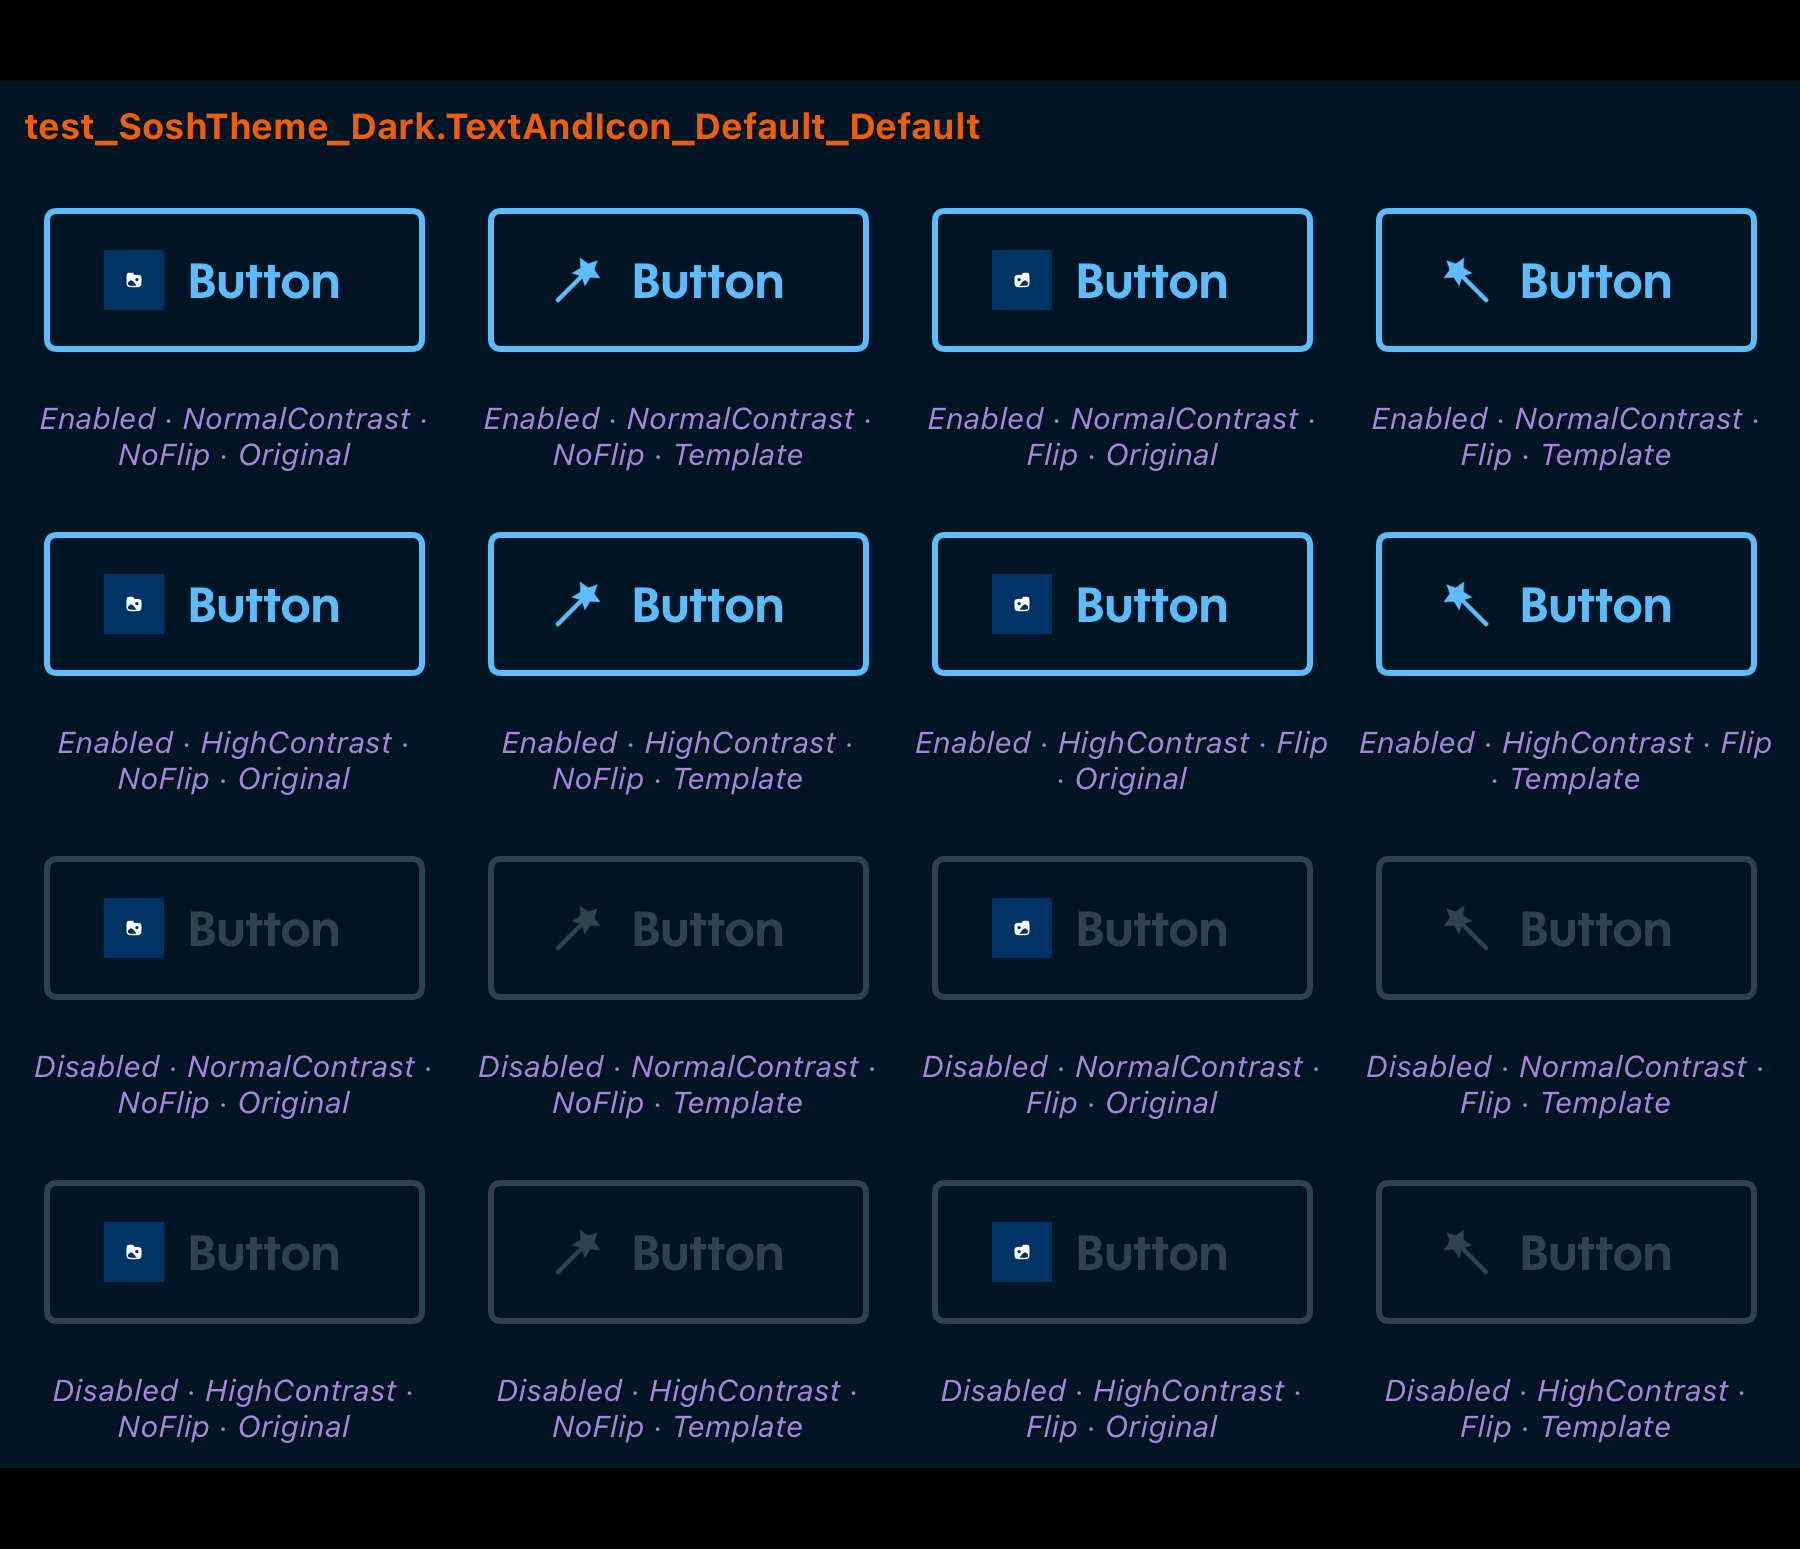 test_SoshTheme_Dark.TextAndIcon_Default_Default
Button
Button
Button
Button
Enabled · NormalContrast ·
NoFlip · Original
Enabled · NormalContrast ·
NoFlip · Template
Enabled · NormalContrast ·
Flip · Original
Enabled · NormalContrast ·
Flip · Template
Button
Button
Button
Button
Enabled · HighContrast ·
NoFlip · Original
Enabled · HighContrast ·
NoFlip · Template
Enabled · HighContrast · Flip
· Original
Enabled · HighContrast · Flip
· Template
Button
Button
Button
Button
Disabled · NormalContrast ·
NoFlip · Original
Disabled · NormalContrast ·
NoFlip · Template
Disabled · NormalContrast ·
Flip · Original
Disabled · NormalContrast ·
Flip · Template
Button
Button
Button
Button
Disabled · HighContrast ·
NoFlip · Original
Disabled · HighContrast ·
NoFlip · Template
Disabled · HighContrast ·
Flip · Original
Disabled · HighContrast ·
Flip · Template